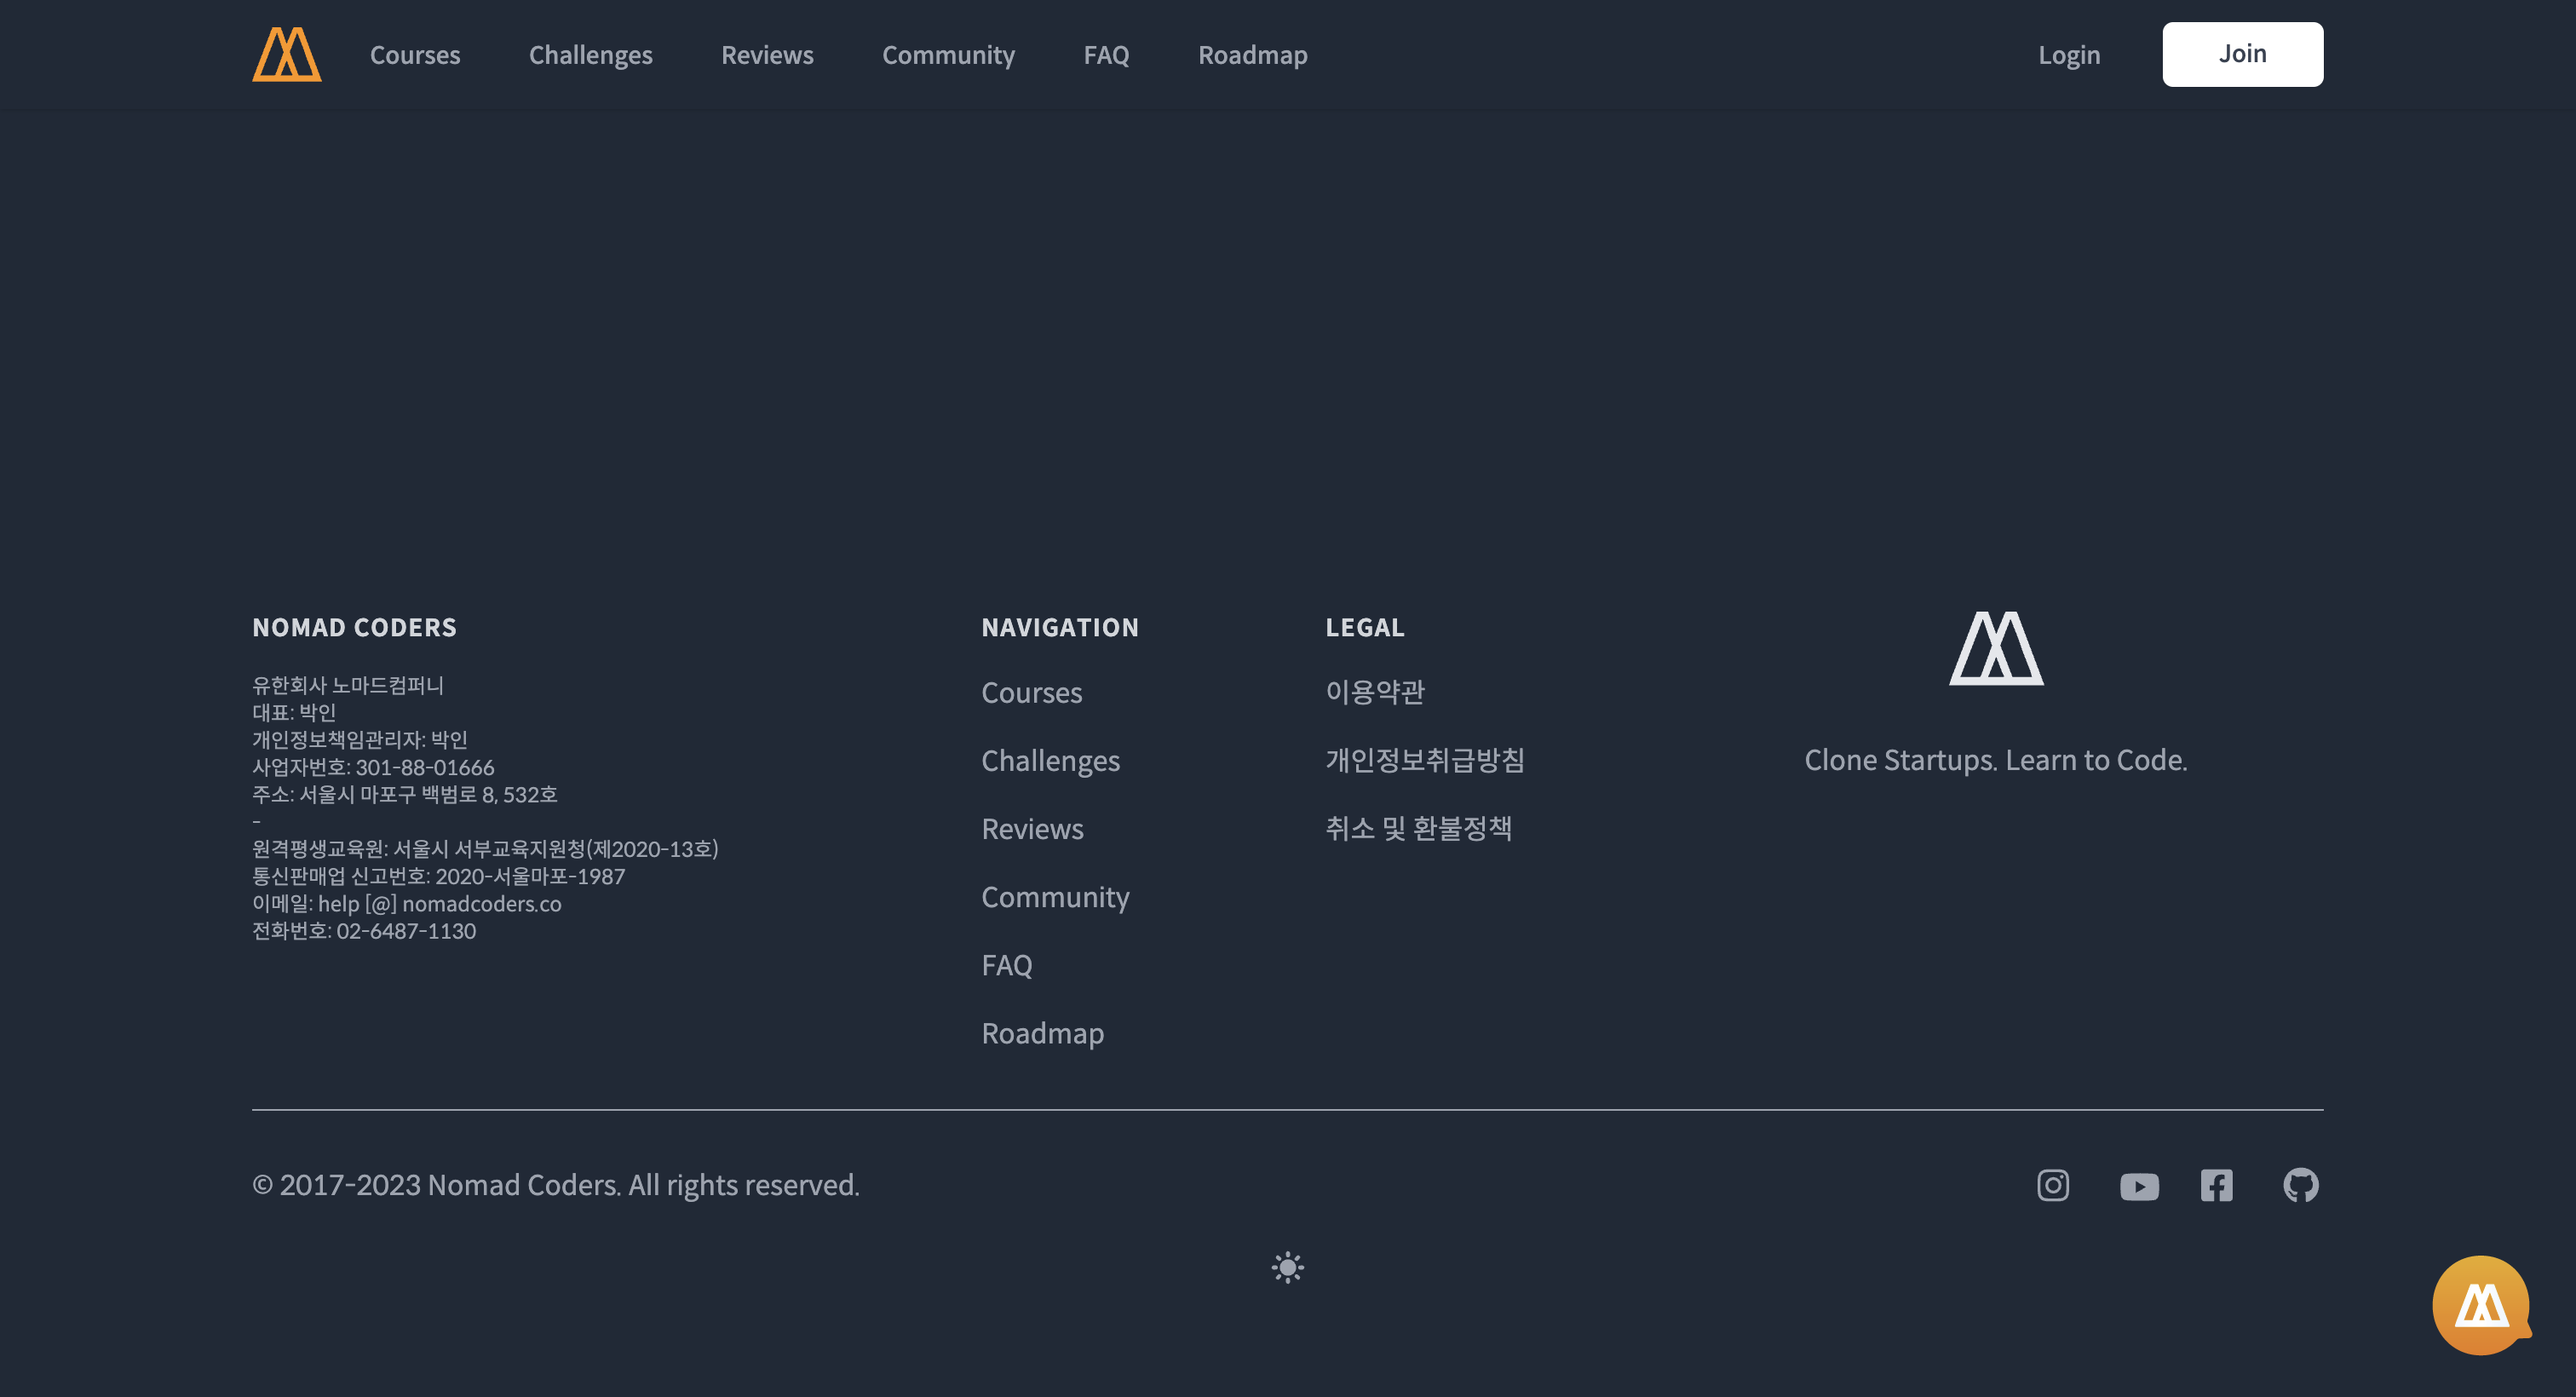 Courses
Challenges
Reviews
Community
FAQ
Roadmap
Login
Join
NOMAD CODERS
유한회사 노마드컴퍼니
대표: 박인
개인정보책임관리자: 박인
사업자번호: 301-88-01666
주소: 서울시 마포구 백범로 8, 532호
-
원격평생교육원: 서울시 서부교육지원청(제2020-13호)
통신판매업 신고번호: 2020-서울마포-1987
이메일: help [@] nomadcoders.co
전화번호: 02-6487-1130
NAVIGATION
Courses
Challenges
Reviews
Community
FAQ
Roadmap
LEGAL
이용약관
개인정보취급방침
취소 및 환불정책
Clone Startups. Learn to Code.
© 2017-2023 Nomad Coders. All rights reserved.